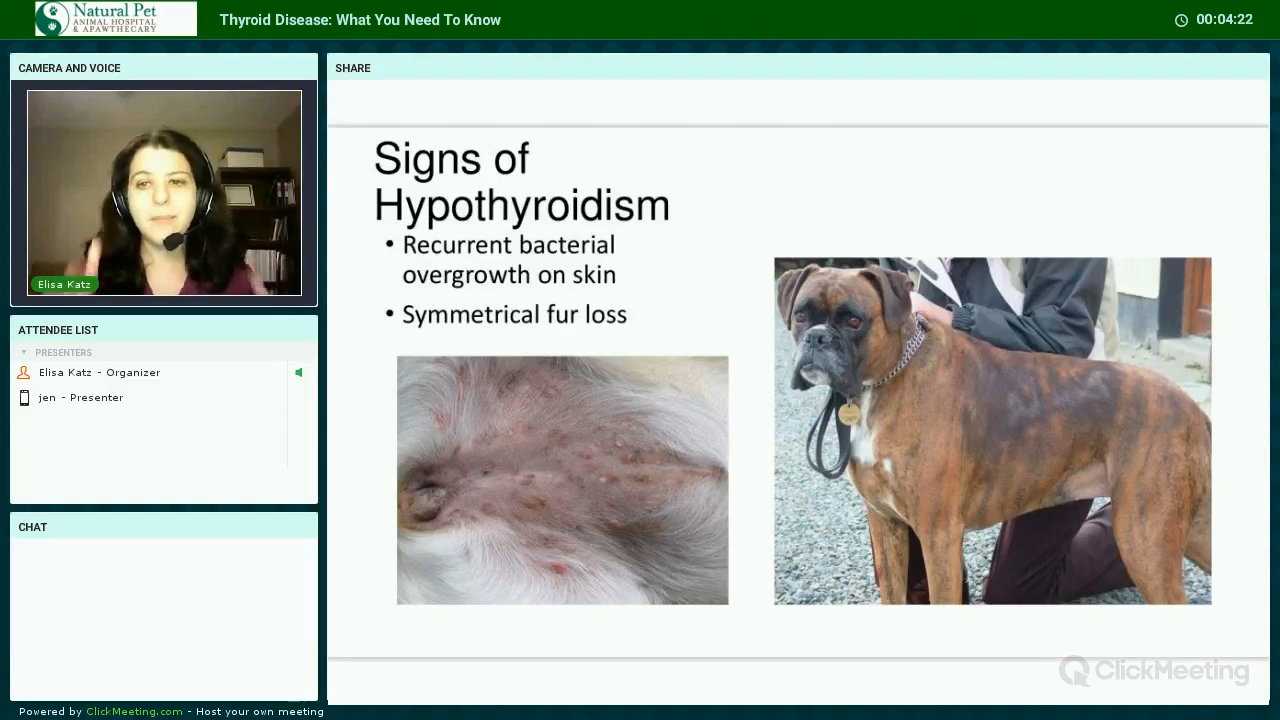 Natural Pet
ANIMAL HOSPITAL
& APAWTHECARY
Thyroid Disease: What You Need To Know
00:04:22
CAMERA AND VOICE
Elisa Katz
ATTENDEE LIST
PRESENTERS
Elisa Katz - Organizer
jen - Presenter
CHAT
Powered by ClickMeeting.com - Host your own meeting
SHARE
Signs of
Hypothyroidism
• Recurrent bacterial
overgrowth on skin
• Symmetrical fur loss
ClickMeeting